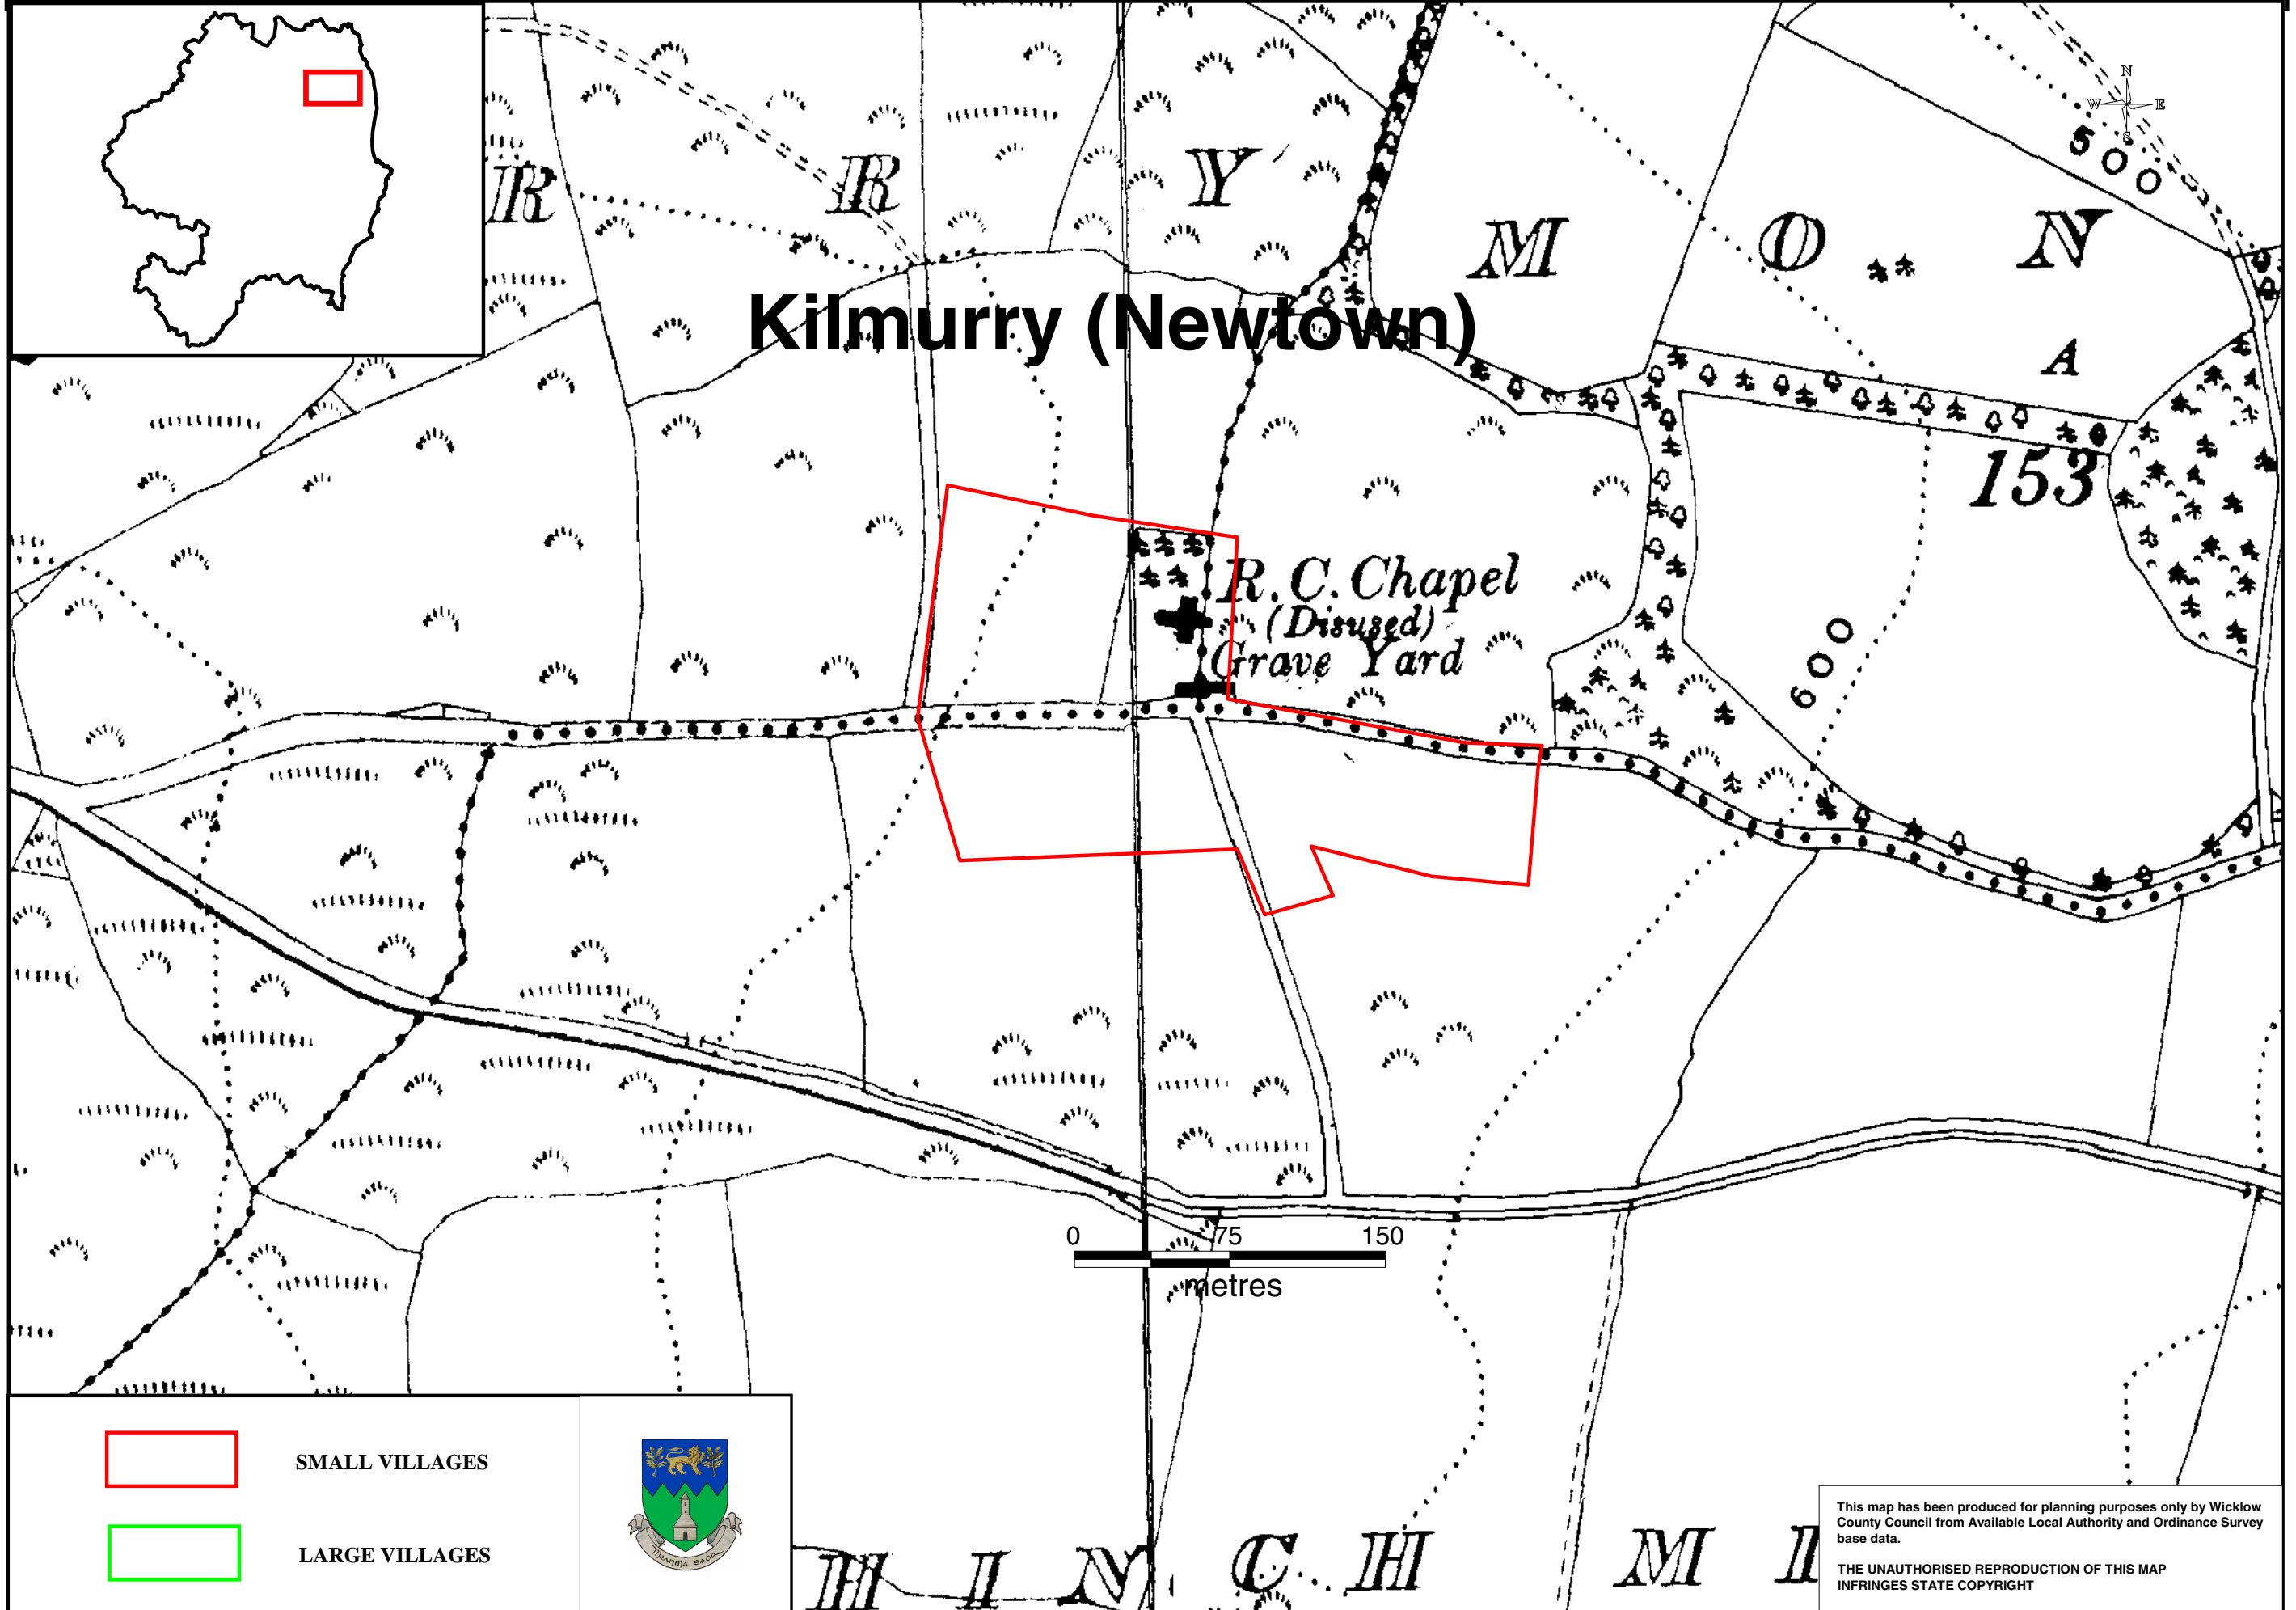 N
W E
S
500
R R Y
M O N
Kilmurry (Newtown)
A
153
R.C. Chapel
(Disused)
Grave Yard
600
0 75 150
metres
SMALL VILLAGES
LARGE VILLAGES
H I N C H M I
This map has been produced for planning purposes only by Wicklow
County Council from Available Local Authority and Ordinance Survey
base data.
THE UNAUTHORISED REPRODUCTION OF THIS MAP
INFRINGES STATE COPYRIGHT